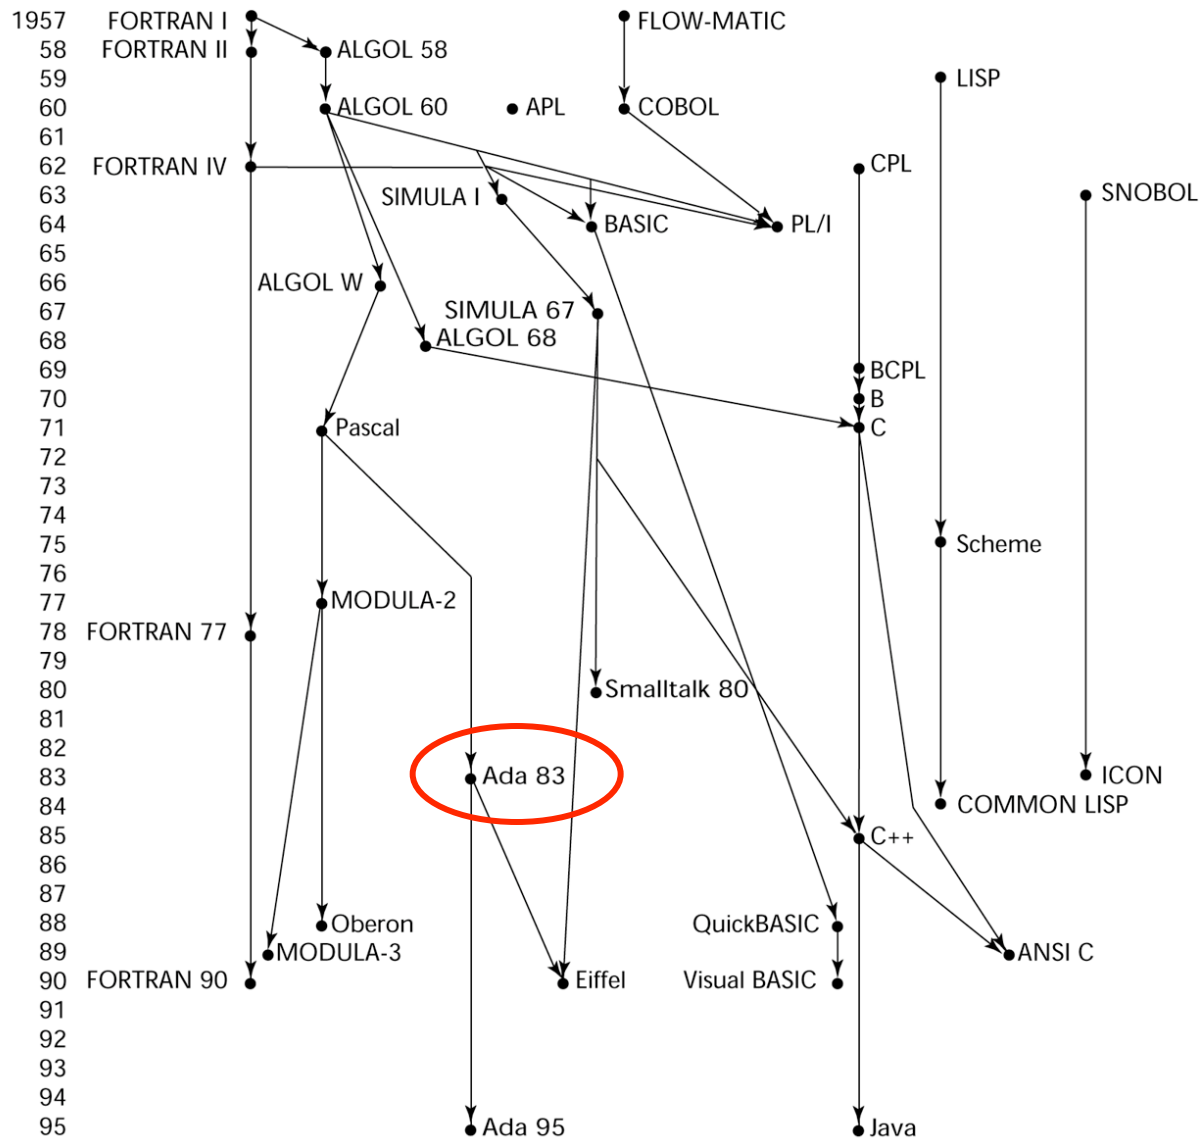 1957 FORTRAN I FLOW-MATIC
58 FORTRAN II ALGOL 58
59 LISP
60 ALGOL 60 APL COBOL
61
62 FORTRAN IV CPL
63 SIMULA I SNOBOL
64 BASIC PL/I
65
66 ALGOL W
67 SIMULA 67
68 ALGOL 68
69 BCPL
70 B
71 Pascal C
72
73
74
75 Scheme
76
77 MODULA-2
78 FORTRAN 77
79
80 Smalltalk 80
81
82
83 Ada 83 ICON
84 COMMON LISP
85 C++
86
87
88 Oberon QuickBASIC
89 MODULA-3 ANSI C
90 FORTRAN 90 Eiffel Visual BASIC
91
92
93
94
95 Ada 95 Java